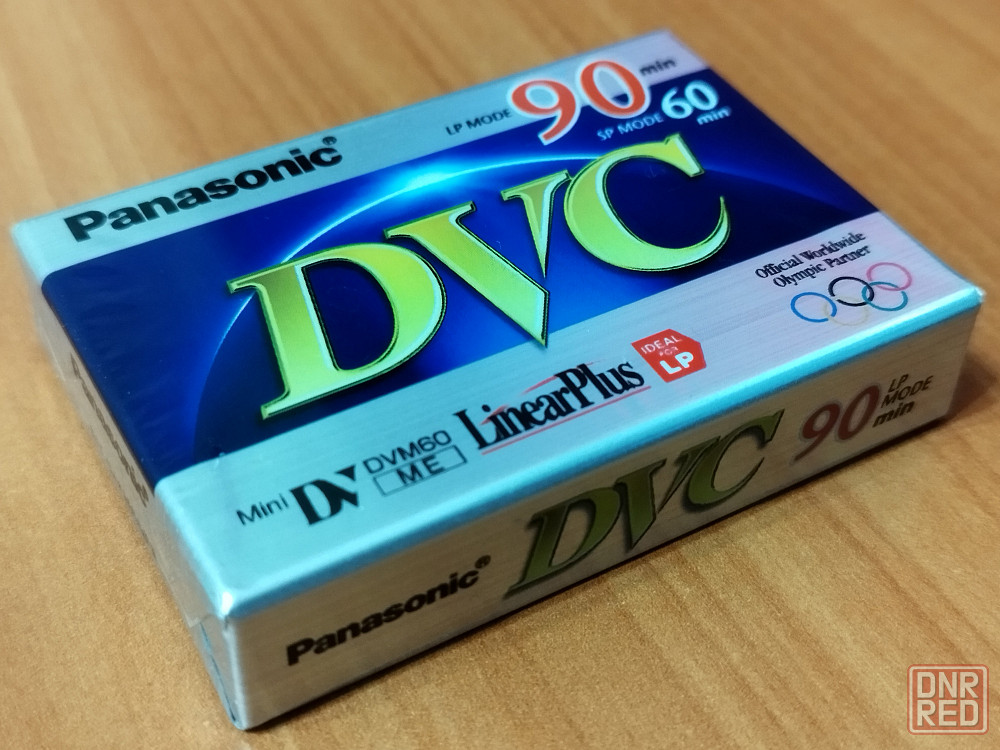 Panasonic®
LP MODE 90 min
SP MODE 60 min
DVC
Official Worldwide
Olympic Partner
Mini DV DVM60
ME
LinearPlus
IDEAL
FOR
LP
Panasonic®
DVC
90 LP
MODE
min
DNR
RED